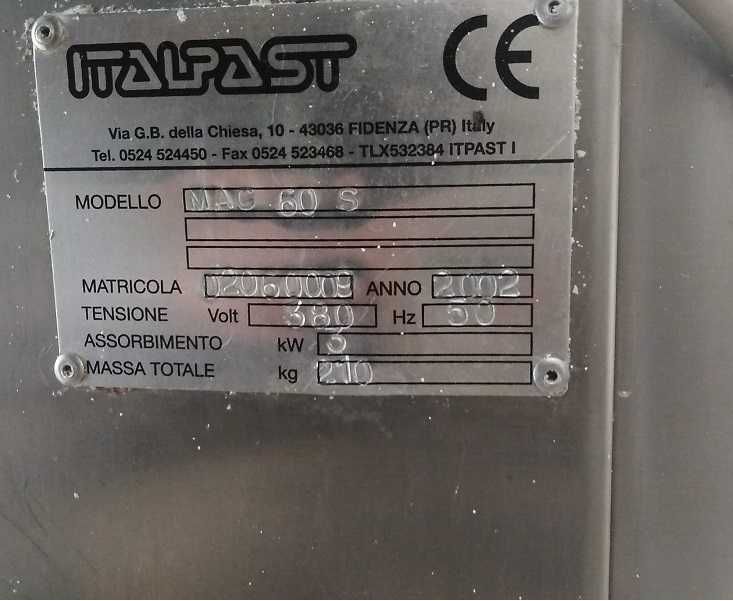 ITALPAST CE
Via G.B. della Chiesa, 10 - 43036 FIDENZA (PR) Italy
Tel. 0524 524450 - Fax 0524 523468 - TLX532384 ITPAST I
MODELLO MAC 60 S
MATRICOLA 02060009 ANNO 2002
TENSIONE Volt 380 Hz 50
ASSORBIMENTO kW 3
MASSA TOTALE kg 210